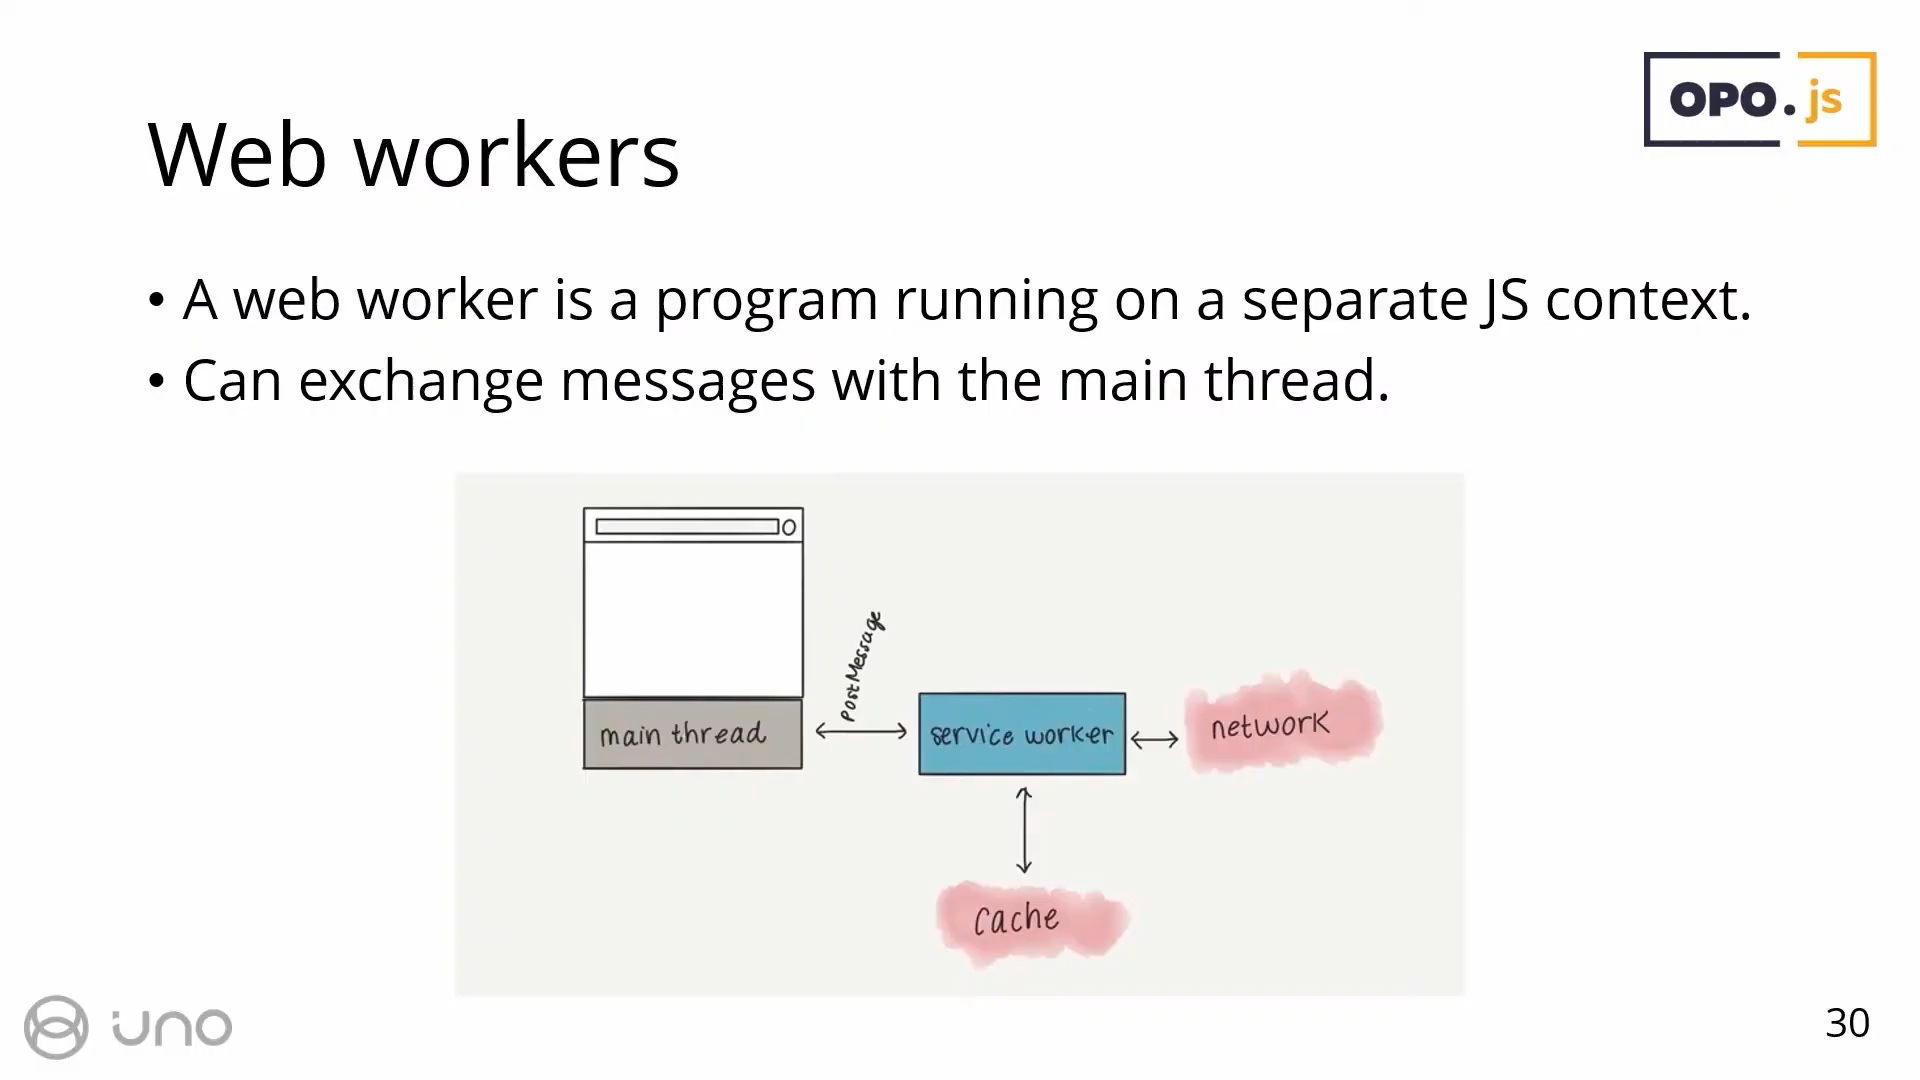 OPO.js
Web workers
• A web worker is a program running on a separate JS context.
• Can exchange messages with the main thread.
PostMessage
main thread
service worker
network
Cache
uno
30